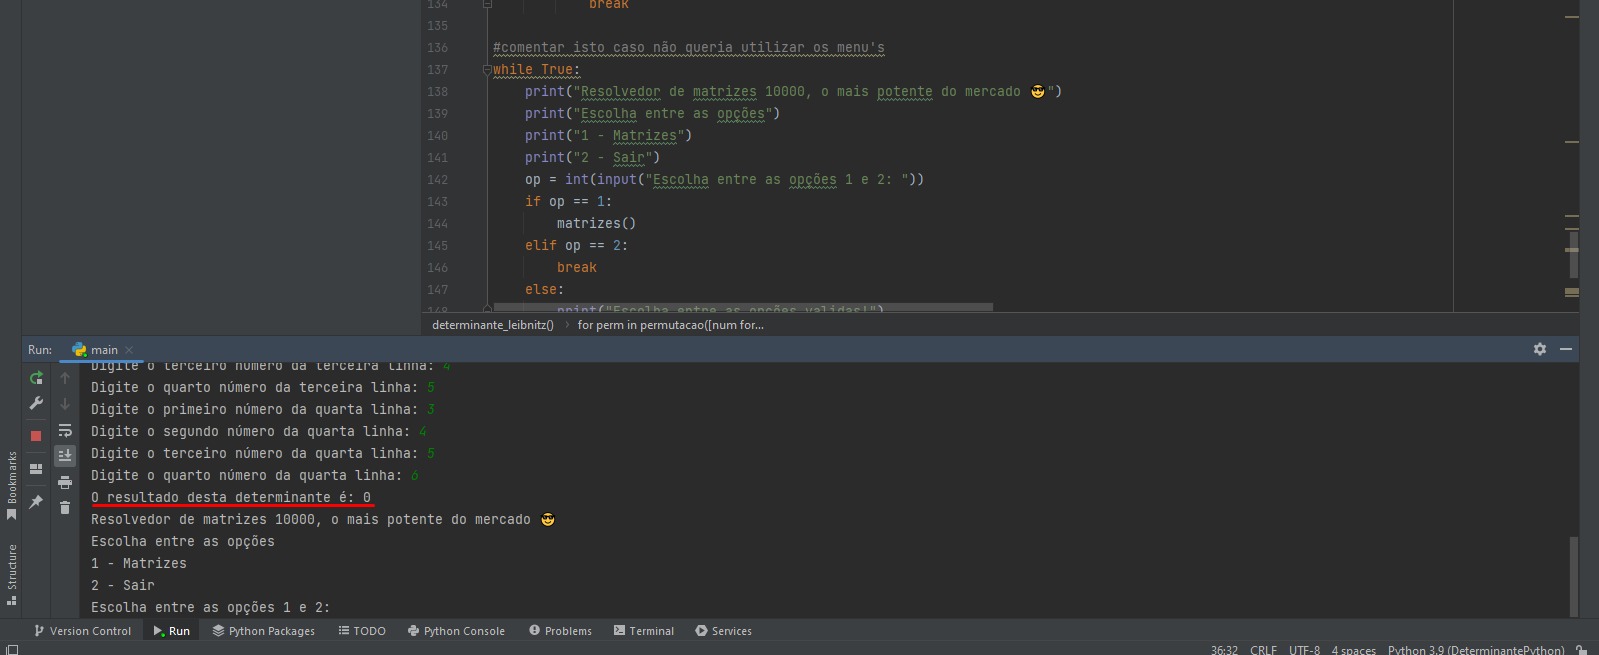 134 break
135
136 #comentar isto caso não queria utilizar os menu's
137 while True:
138 print("Resolvedor de matrizes 10000, o mais potente do mercado 😎")
139 print("Escolha entre as opções")
140 print("1 - Matrizes")
141 print("2 - Sair")
142 op = int(input("Escolha entre as opções 1 e 2: "))
143 if op == 1:
144 matrizes()
145 elif op == 2:
146 break
147 else:
148 print("Escolha entre as opções validas!")
determinante_leibnitz() › for perm in permutacao([num for...
Run: main
Digite o terceiro número da terceira linha: 4
Digite o quarto número da terceira linha: 5
Digite o primeiro número da quarta linha: 3
Digite o segundo número da quarta linha: 4
Digite o terceiro número da quarta linha: 5
Digite o quarto número da quarta linha: 6
O resultado desta determinante é: 0
Resolvedor de matrizes 10000, o mais potente do mercado 😎
Escolha entre as opções
1 - Matrizes
2 - Sair
Escolha entre as opções 1 e 2:
Bookmarks
Structure
Version Control Run Python Packages TODO Python Console Problems Terminal Services
36:32 CRLF UTF-8 4 spaces Python 3.9 (DeterminantePython)